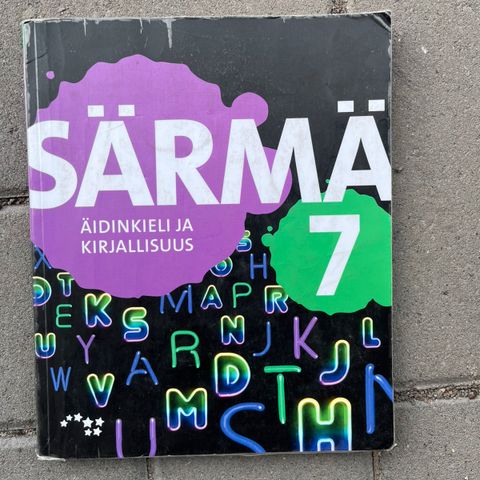 SÄRMÄ
ÄIDINKIELI JA
KIRJALLISUUS
7
S
O S H
D T
E K S M A P R
U Y A R N J K L
W V M D T J I N
U S H